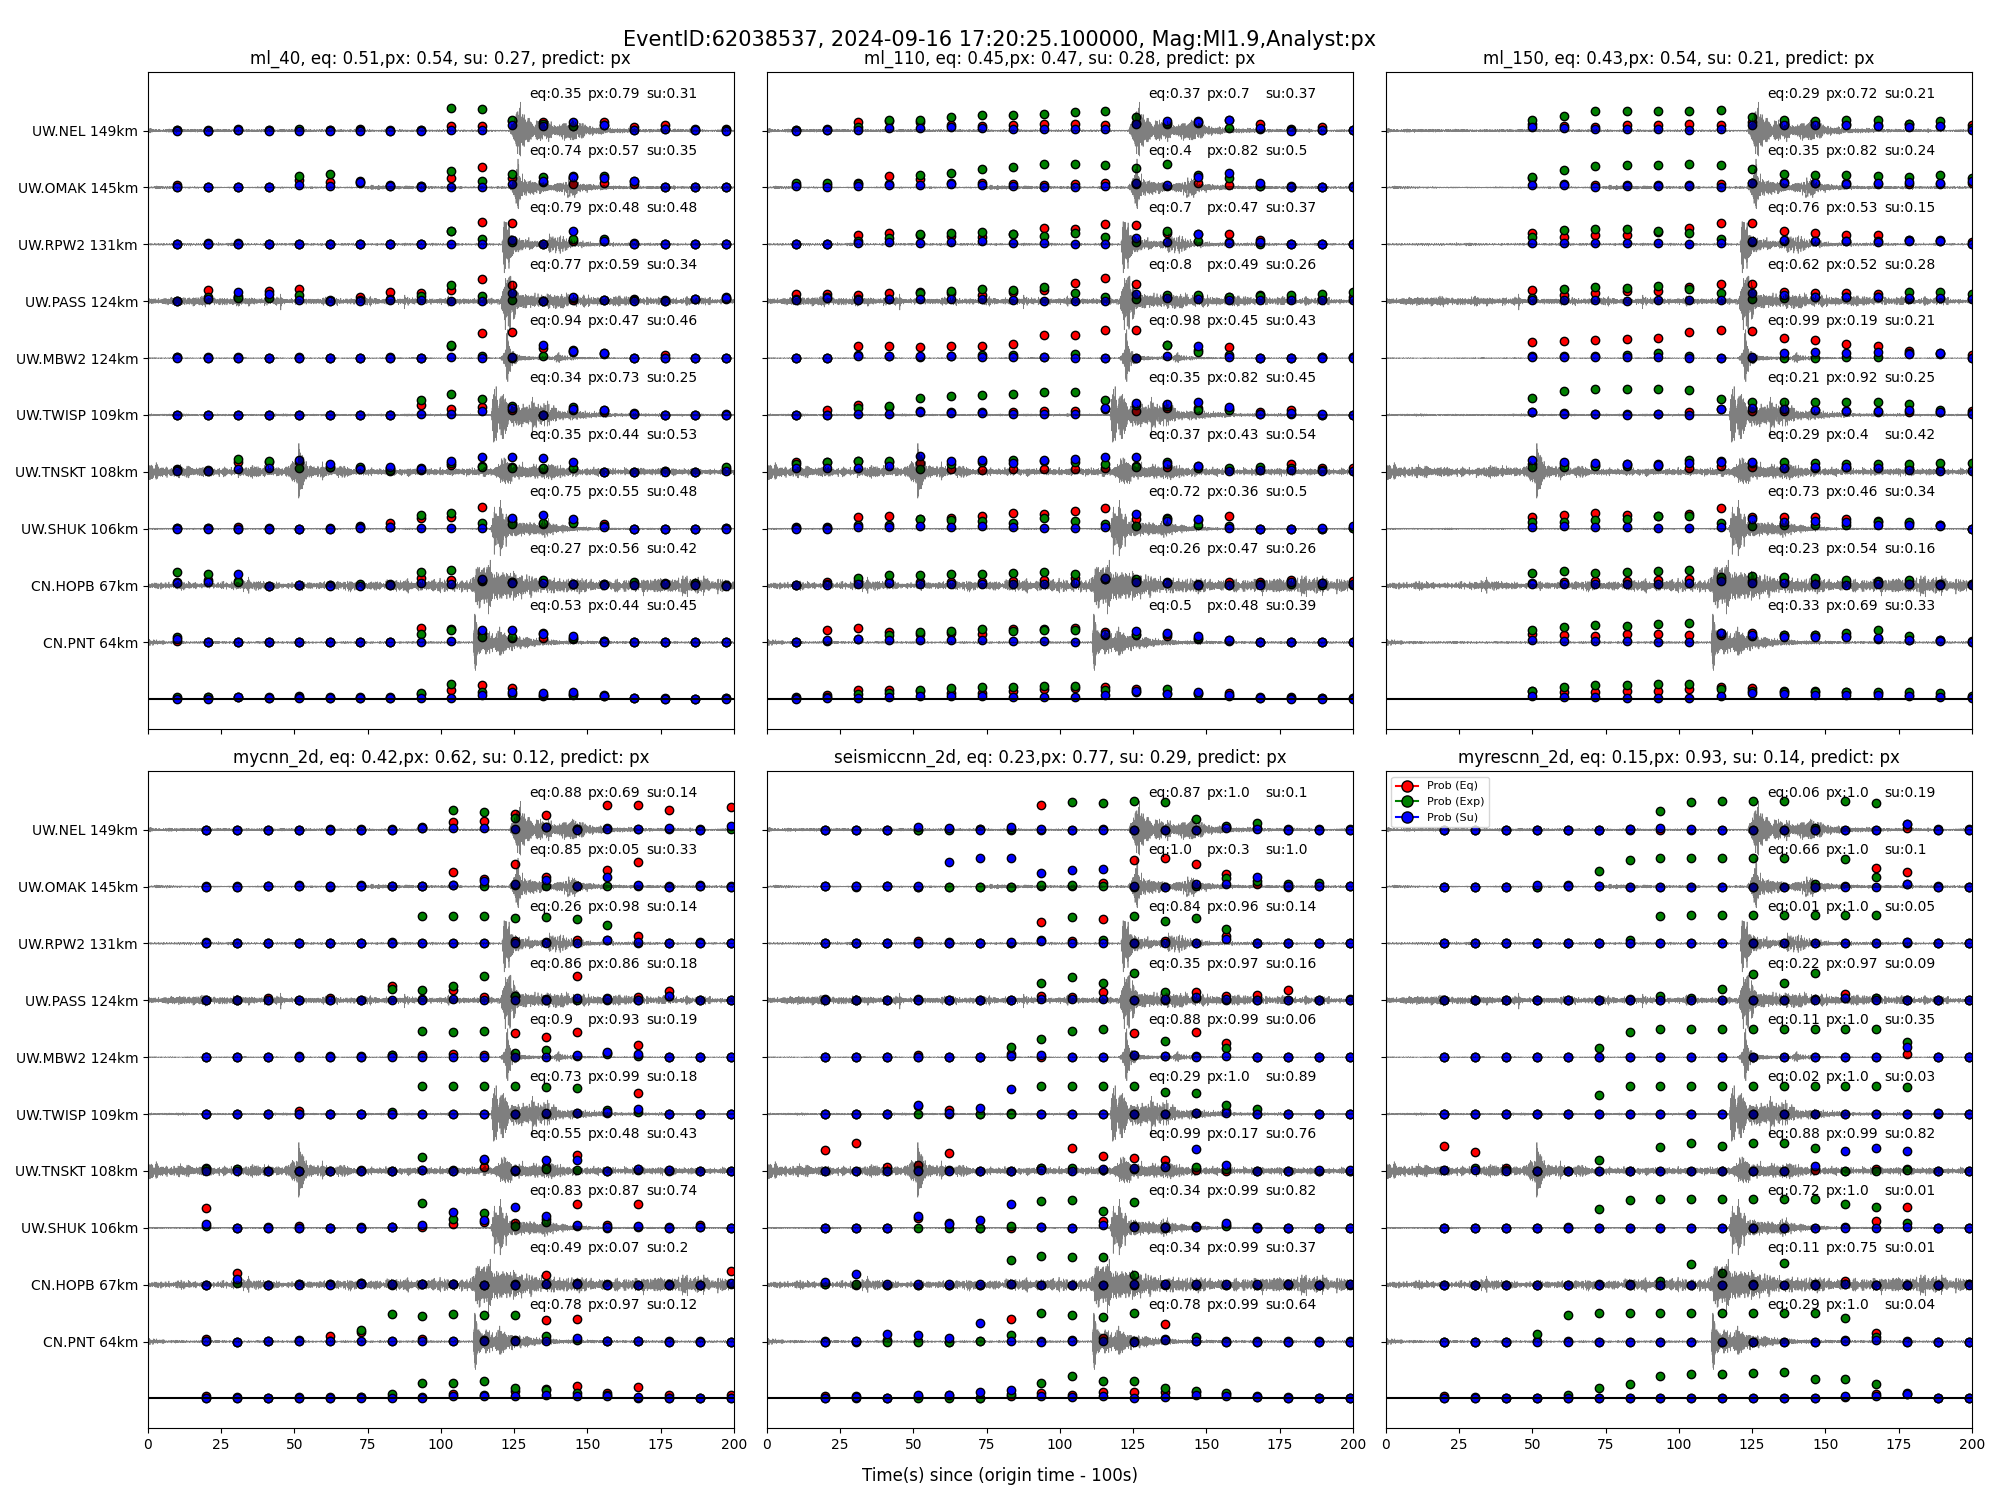 EventID:62038537, 2024-09-16 17:20:25.100000, Mag:Ml1.9,Analyst:px
ml_40, eq: 0.51,px: 0.54, su: 0.27, predict: px
UW.NEL 149km eq:0.35 px:0.79 su:0.31
UW.OMAK 145km eq:0.74 px:0.57 su:0.35
UW.RPW2 131km eq:0.79 px:0.48 su:0.48
UW.PASS 124km eq:0.77 px:0.59 su:0.34
UW.MBW2 124km eq:0.94 px:0.47 su:0.46
UW.TWISP 109km eq:0.34 px:0.73 su:0.25
UW.TNSKT 108km eq:0.35 px:0.44 su:0.53
UW.SHUK 106km eq:0.75 px:0.55 su:0.48
CN.HOPB 67km eq:0.27 px:0.56 su:0.42
CN.PNT 64km eq:0.53 px:0.44 su:0.45
ml_110, eq: 0.45,px: 0.47, su: 0.28, predict: px
eq:0.37 px:0.7 su:0.37
eq:0.4 px:0.82 su:0.5
eq:0.7 px:0.47 su:0.37
eq:0.8 px:0.49 su:0.26
eq:0.98 px:0.45 su:0.43
eq:0.35 px:0.82 su:0.45
eq:0.37 px:0.43 su:0.54
eq:0.72 px:0.36 su:0.5
eq:0.26 px:0.47 su:0.26
eq:0.5 px:0.48 su:0.39
ml_150, eq: 0.43,px: 0.54, su: 0.21, predict: px
eq:0.29 px:0.72 su:0.21
eq:0.35 px:0.82 su:0.24
eq:0.76 px:0.53 su:0.15
eq:0.62 px:0.52 su:0.28
eq:0.99 px:0.19 su:0.21
eq:0.21 px:0.92 su:0.25
eq:0.29 px:0.4 su:0.42
eq:0.73 px:0.46 su:0.34
eq:0.23 px:0.54 su:0.16
eq:0.33 px:0.69 su:0.33
mycnn_2d, eq: 0.42,px: 0.62, su: 0.12, predict: px
UW.NEL 149km eq:0.88 px:0.69 su:0.14
UW.OMAK 145km eq:0.85 px:0.05 su:0.33
UW.RPW2 131km eq:0.26 px:0.98 su:0.14
UW.PASS 124km eq:0.86 px:0.86 su:0.18
UW.MBW2 124km eq:0.9 px:0.93 su:0.19
UW.TWISP 109km eq:0.73 px:0.99 su:0.18
UW.TNSKT 108km eq:0.55 px:0.48 su:0.43
UW.SHUK 106km eq:0.83 px:0.87 su:0.74
CN.HOPB 67km eq:0.49 px:0.07 su:0.2
CN.PNT 64km eq:0.78 px:0.97 su:0.12
0 25 50 75 100 125 150 175 200
seismiccnn_2d, eq: 0.23,px: 0.77, su: 0.29, predict: px
eq:0.87 px:1.0 su:0.1
eq:1.0 px:0.3 su:1.0
eq:0.84 px:0.96 su:0.14
eq:0.35 px:0.97 su:0.16
eq:0.88 px:0.99 su:0.06
eq:0.29 px:1.0 su:0.89
eq:0.99 px:0.17 su:0.76
eq:0.34 px:0.99 su:0.82
eq:0.34 px:0.99 su:0.37
eq:0.78 px:0.99 su:0.64
0 25 50 75 100 125 150 175 200
myrescnn_2d, eq: 0.15,px: 0.93, su: 0.14, predict: px
Prob (Eq)
Prob (Exp)
Prob (Su)
eq:0.06 px:1.0 su:0.19
eq:0.66 px:1.0 su:0.1
eq:0.01 px:1.0 su:0.05
eq:0.22 px:0.97 su:0.09
eq:0.11 px:1.0 su:0.35
eq:0.02 px:1.0 su:0.03
eq:0.88 px:0.99 su:0.82
eq:0.72 px:1.0 su:0.01
eq:0.11 px:0.75 su:0.01
eq:0.29 px:1.0 su:0.04
0 25 50 75 100 125 150 175 200
Time(s) since (origin time - 100s)